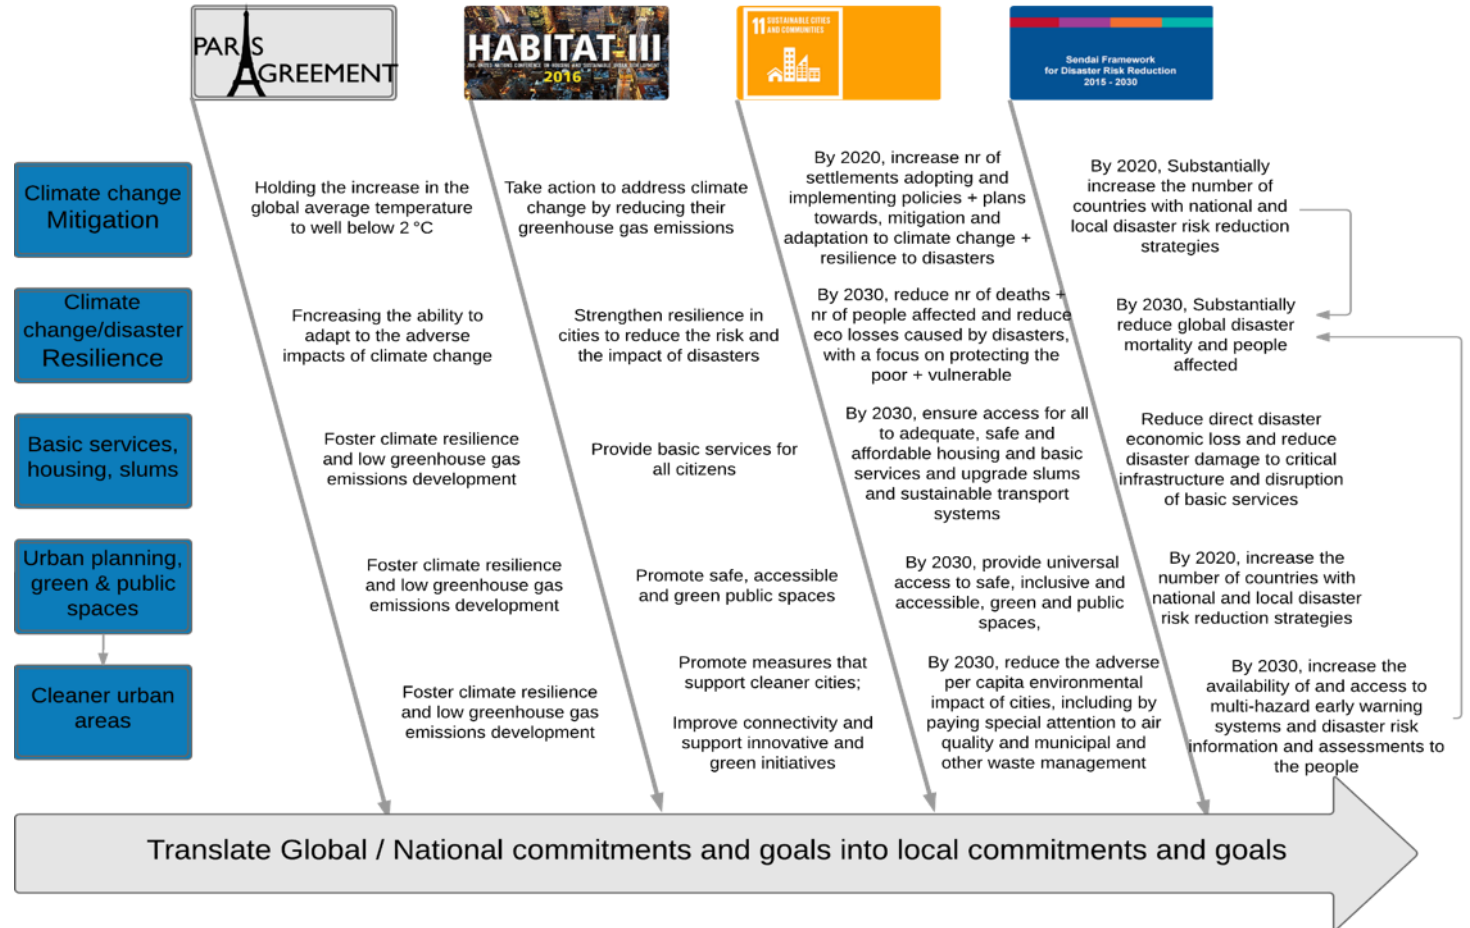 PARIS
AGREEMENT
HABITAT III
THE UNITED NATIONS CONFERENCE ON HOUSING AND SUSTAINABLE URBAN DEVELOPMENT
2016
11 SUSTAINABLE CITIES
AND COMMUNITIES
Sendai Framework
for Disaster Risk Reduction
2015 - 2030
Climate change
Mitigation
Holding the increase in the
global average temperature
to well below 2 °C
Take action to address climate
change by reducing their
greenhouse gas emissions
By 2020, increase nr of
settlements adopting and
implementing policies + plans
towards, mitigation and
adaptation to climate change +
resilience to disasters
By 2020, Substantially
increase the number of
countries with national and
local disaster risk reduction
strategies
Climate
change/disaster
Resilience
Fncreasing the ability to
adapt to the adverse
impacts of climate change
Strengthen resilience in
cities to reduce the risk and
the impact of disasters
By 2030, reduce nr of deaths +
nr of people affected and reduce
eco losses caused by disasters,
with a focus on protecting the
poor + vulnerable
By 2030, Substantially
reduce global disaster
mortality and people
affected
Basic services,
housing, slums
Foster climate resilience
and low greenhouse gas
emissions development
Provide basic services for
all citizens
By 2030, ensure access for all
to adequate, safe and
affordable housing and basic
services and upgrade slums
and sustainable transport
systems
Reduce direct disaster
economic loss and reduce
disaster damage to critical
infrastructure and disruption
of basic services
Urban planning,
green & public
spaces
Foster climate resilience
and low greenhouse gas
emissions development
Promote safe, accessible
and green public spaces
By 2030, provide universal
access to safe, inclusive and
accessible, green and public
spaces,
By 2020, increase the
number of countries with
national and local disaster
risk reduction strategies
Cleaner urban
areas
Foster climate resilience
and low greenhouse gas
emissions development
Promote measures that
support cleaner cities;
Improve connectivity and
support innovative and
green initiatives
By 2030, reduce the adverse
per capita environmental
impact of cities, including by
paying special attention to air
quality and municipal and
other waste management
By 2030, increase the
availability of and access to
multi-hazard early warning
systems and disaster risk
information and assessments to
the people
Translate Global / National commitments and goals into local commitments and goals